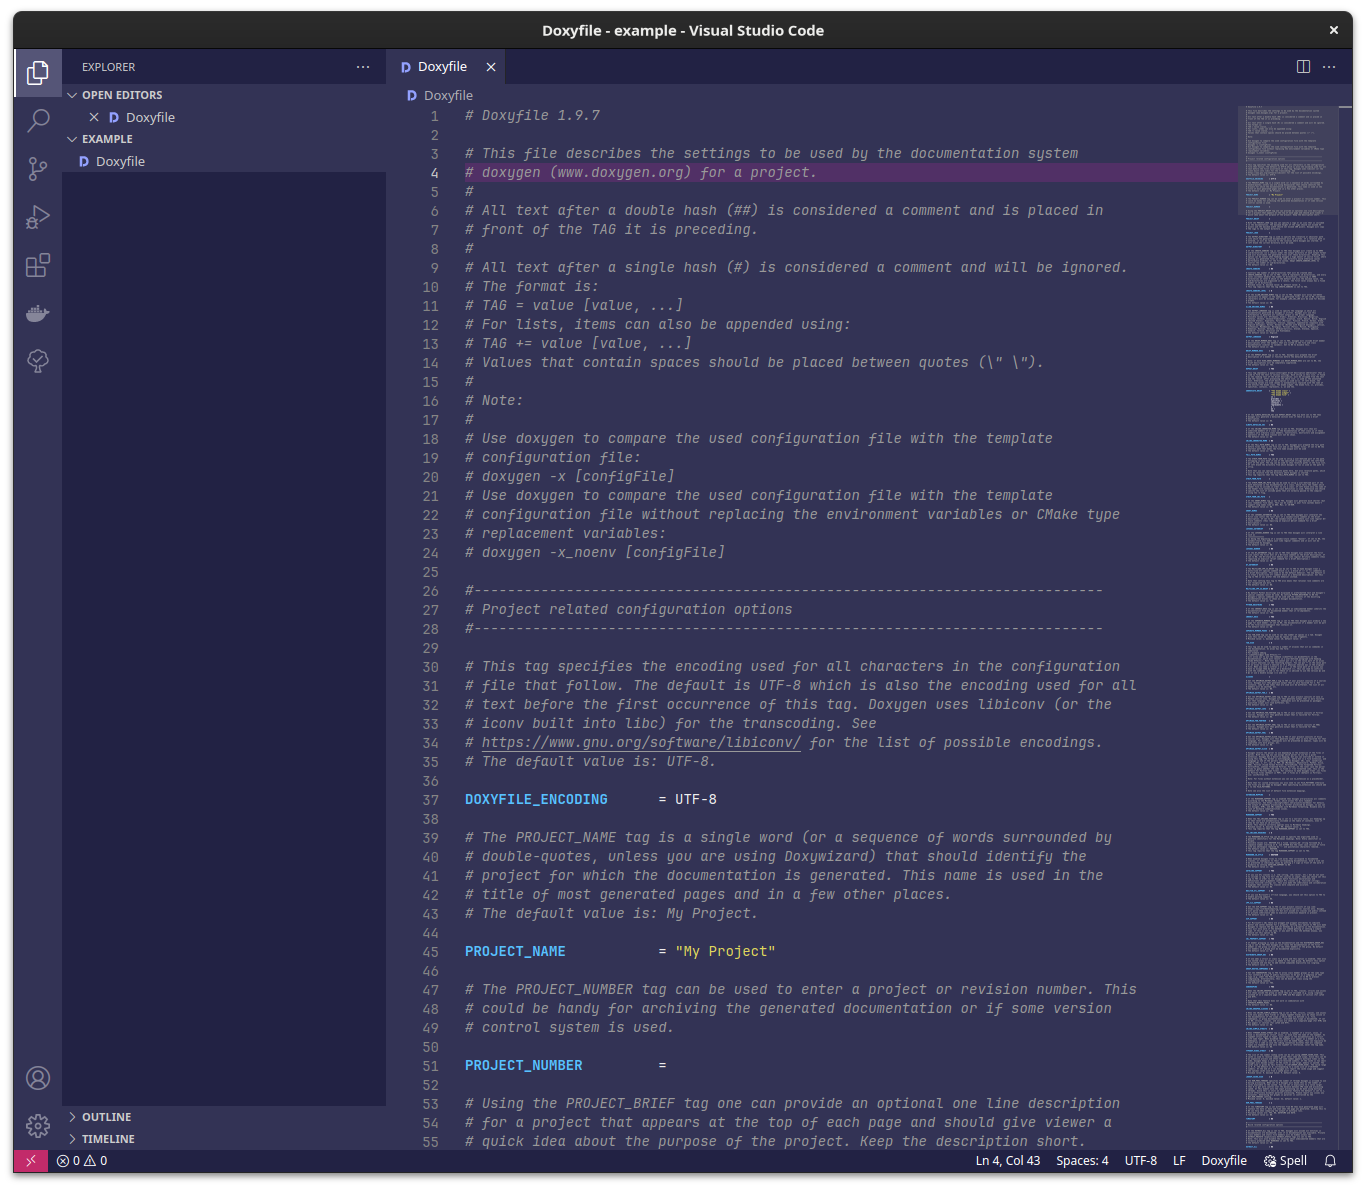 Doxyfile - example - Visual Studio Code
EXPLORER
OPEN EDITORS
Doxyfile
EXAMPLE
Doxyfile
OUTLINE
TIMELINE
Doxyfile
Doxyfile
1 # Doxyfile 1.9.7
2
3 # This file describes the settings to be used by the documentation system
4 # doxygen (www.doxygen.org) for a project.
5 #
6 # All text after a double hash (##) is considered a comment and is placed in
7 # front of the TAG it is preceding.
8 #
9 # All text after a single hash (#) is considered a comment and will be ignored.
10 # The format is:
11 # TAG = value [value, ...]
12 # For lists, items can also be appended using:
13 # TAG += value [value, ...]
14 # Values that contain spaces should be placed between quotes (\" \").
15 #
16 # Note:
17 #
18 # Use doxygen to compare the used configuration file with the template
19 # configuration file:
20 # doxygen -x [configFile]
21 # Use doxygen to compare the used configuration file with the template
22 # configuration file without replacing the environment variables or CMake type
23 # replacement variables:
24 # doxygen -x_noenv [configFile]
25
26 #---------------------------------------------------------------------------
27 # Project related configuration options
28 #---------------------------------------------------------------------------
29
30 # This tag specifies the encoding used for all characters in the configuration
31 # file that follow. The default is UTF-8 which is also the encoding used for all
32 # text before the first occurrence of this tag. Doxygen uses libiconv (or the
33 # iconv built into libc) for the transcoding. See
34 # https://www.gnu.org/software/libiconv/ for the list of possible encodings.
35 # The default value is: UTF-8.
36
37 DOXYFILE_ENCODING = UTF-8
38
39 # The PROJECT_NAME tag is a single word (or a sequence of words surrounded by
40 # double-quotes, unless you are using Doxywizard) that should identify the
41 # project for which the documentation is generated. This name is used in the
42 # title of most generated pages and in a few other places.
43 # The default value is: My Project.
44
45 PROJECT_NAME = "My Project"
46
47 # The PROJECT_NUMBER tag can be used to enter a project or revision number. This
48 # could be handy for archiving the generated documentation or if some version
49 # control system is used.
50
51 PROJECT_NUMBER =
52
53 # Using the PROJECT_BRIEF tag one can provide an optional one line description
54 # for a project that appears at the top of each page and should give viewer a
55 # quick idea about the purpose of the project. Keep the description short.
0 0
Ln 4, Col 43 Spaces: 4 UTF-8 LF Doxyfile Spell